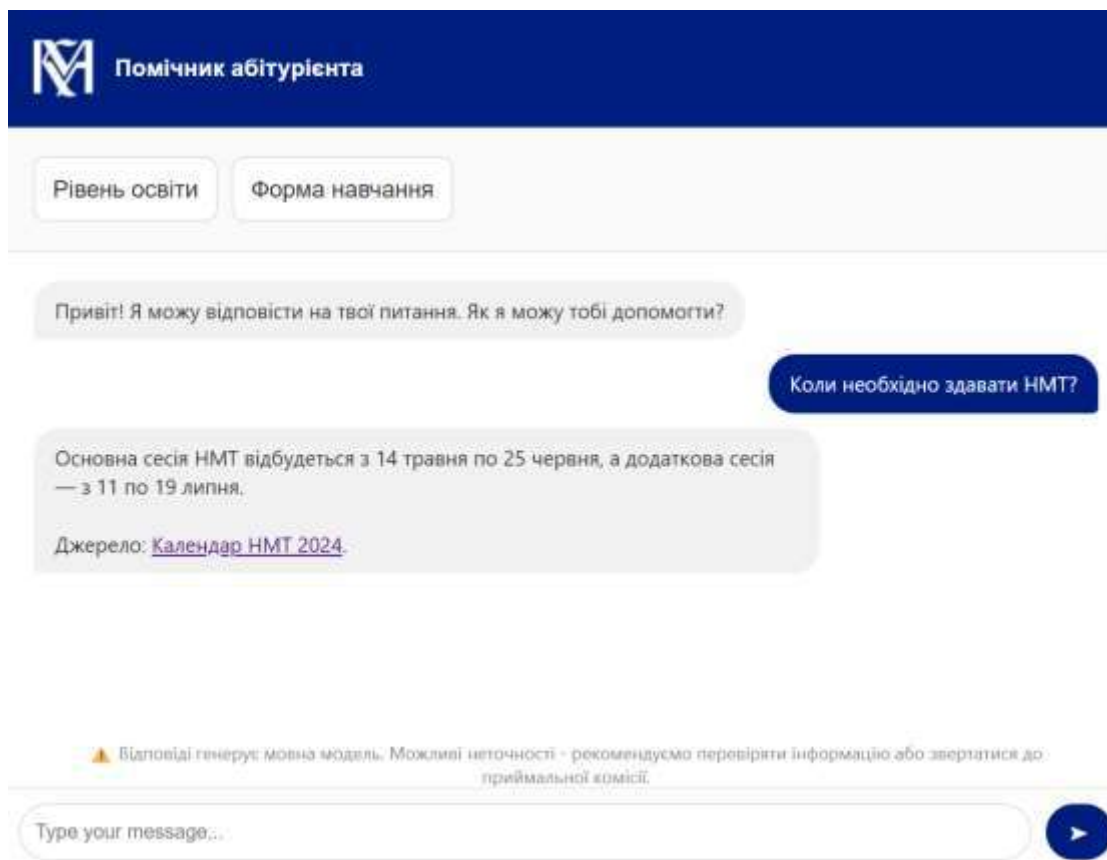 Помічник абітурієнта
Рівень освіти Форма навчання
Привіт! Я можу відповісти на твої питання. Як я можу тобі допомогти?
Коли необхідно здавати НМТ?
Основна сесія НМТ відбудеться з 14 травня по 25 червня, а додаткова сесія
— з 11 по 19 липня.
Джерело: Календар НМТ 2024.
⚠ Відповіді генерує мовна модель. Можливі неточності - рекомендуємо перевіряти інформацію або звертатися до
приймальної комісії.
Type your message...